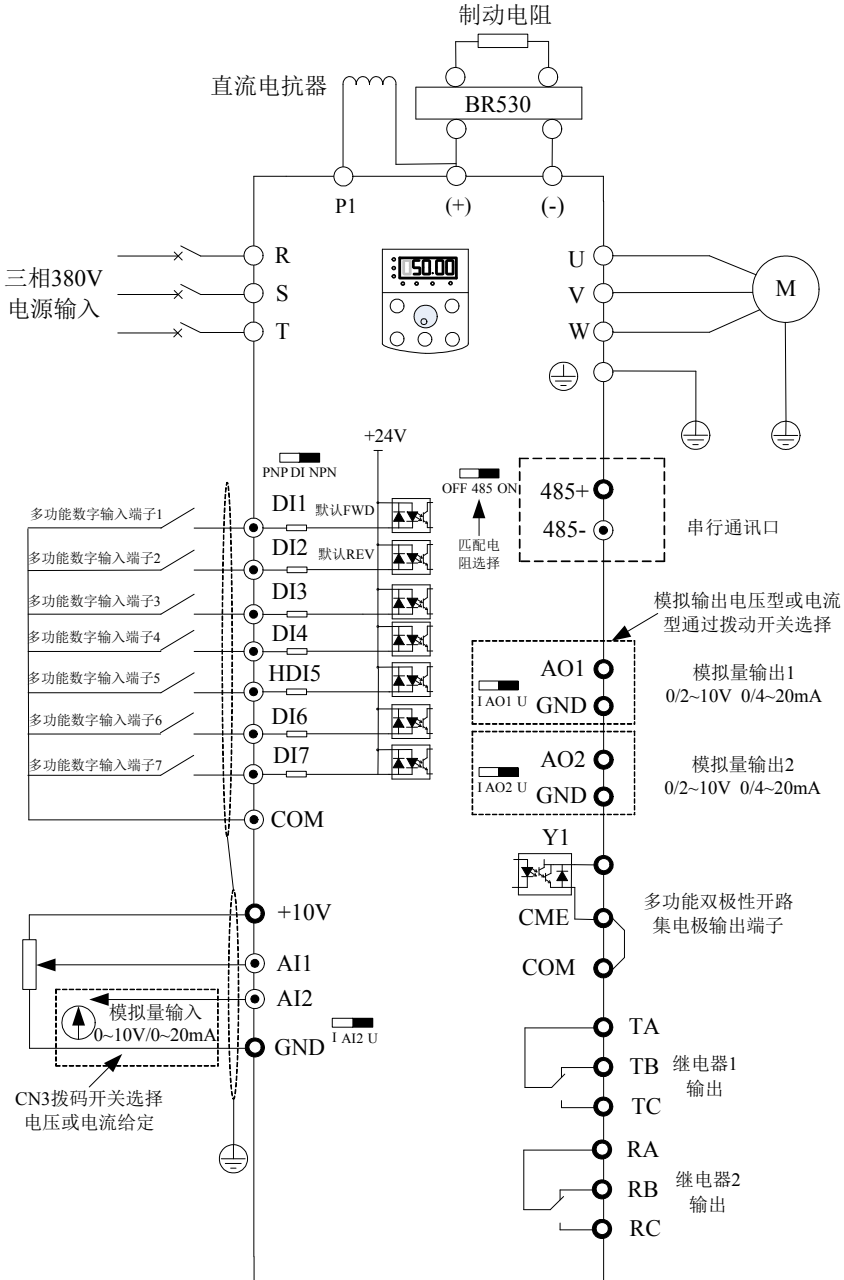 制动电阻
直流电抗器
BR530
P1
(+)
(-)
三相380V
电源输入
R
S
T
50.00
U
V
W
M
+24V
PNP DI NPN
OFF 485 ON
匹配电
阻选择
485+
485-
串行通讯口
多功能数字输入端子1
DI1
默认FWD
多功能数字输入端子2
DI2
默认REV
多功能数字输入端子3
DI3
多功能数字输入端子4
DI4
多功能数字输入端子5
HDI5
多功能数字输入端子6
DI6
多功能数字输入端子7
DI7
COM
模拟输出电压型或电流
型通过拨动开关选择
AO1
I AO1 U
GND
模拟量输出1
0/2~10V 0/4~20mA
AO2
I AO2 U
GND
模拟量输出2
0/2~10V 0/4~20mA
Y1
CME
COM
多功能双极性开路
集电极输出端子
+10V
AI1
AI2
模拟量输入
0~10V/0~20mA
I AI2 U
GND
CN3拨码开关选择
电压或电流给定
TA
TB
TC
继电器1
输出
RA
RB
RC
继电器2
输出